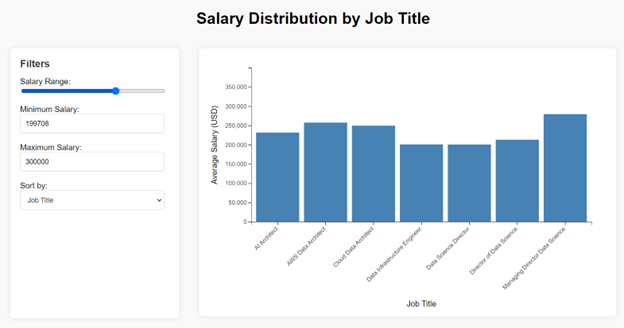 Salary Distribution by Job Title
Filters
Salary Range:
Minimum Salary:
199708
Maximum Salary:
300000
Sort by:
Job Title
Average Salary (USD)
350,000
300,000
250,000
200,000
150,000
100,000
50,000
0
AI Architect
AWS Data Architect
Cloud Data Architect
Data Infrastructure Engineer
Data Science Director
Director of Data Science
Managing Director Data Science
Job Title